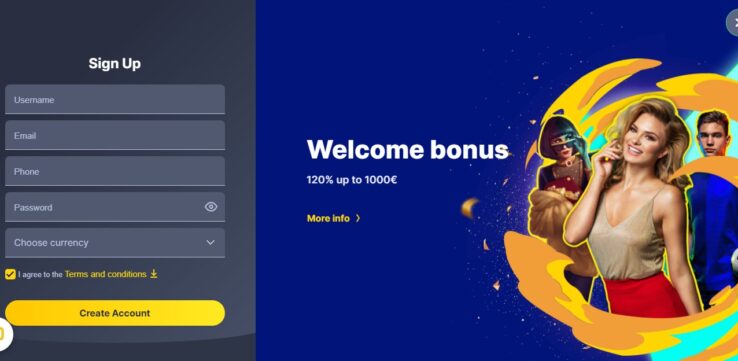 Sign Up
Username
Email
Phone
Password
Choose currency
I agree to the Terms and conditions
Create Account
Welcome bonus
120% up to 1000€
More info